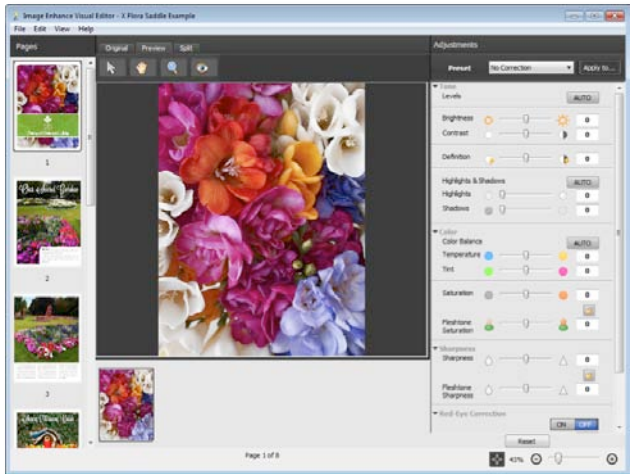 Image Enhance Visual Editor - X Flora Saddle Example
File Edit View Help
Pages
Original Preview Split
Adjustments
Preset No Correction Apply to...
Tone
Levels AUTO
Brightness 0
Contrast 0
Definition 0
Highlights & Shadows AUTO
Highlights 0
Shadows 0
Color
Color Balance AUTO
Temperature 0
Tint 0
Saturation 0
Fleshtone
Saturation 0
Sharpness
Sharpness 0
Fleshtone
Sharpness 0
Red-Eye Correction
ON OFF
Reset
1
2
3
Page 1 of 8
43%